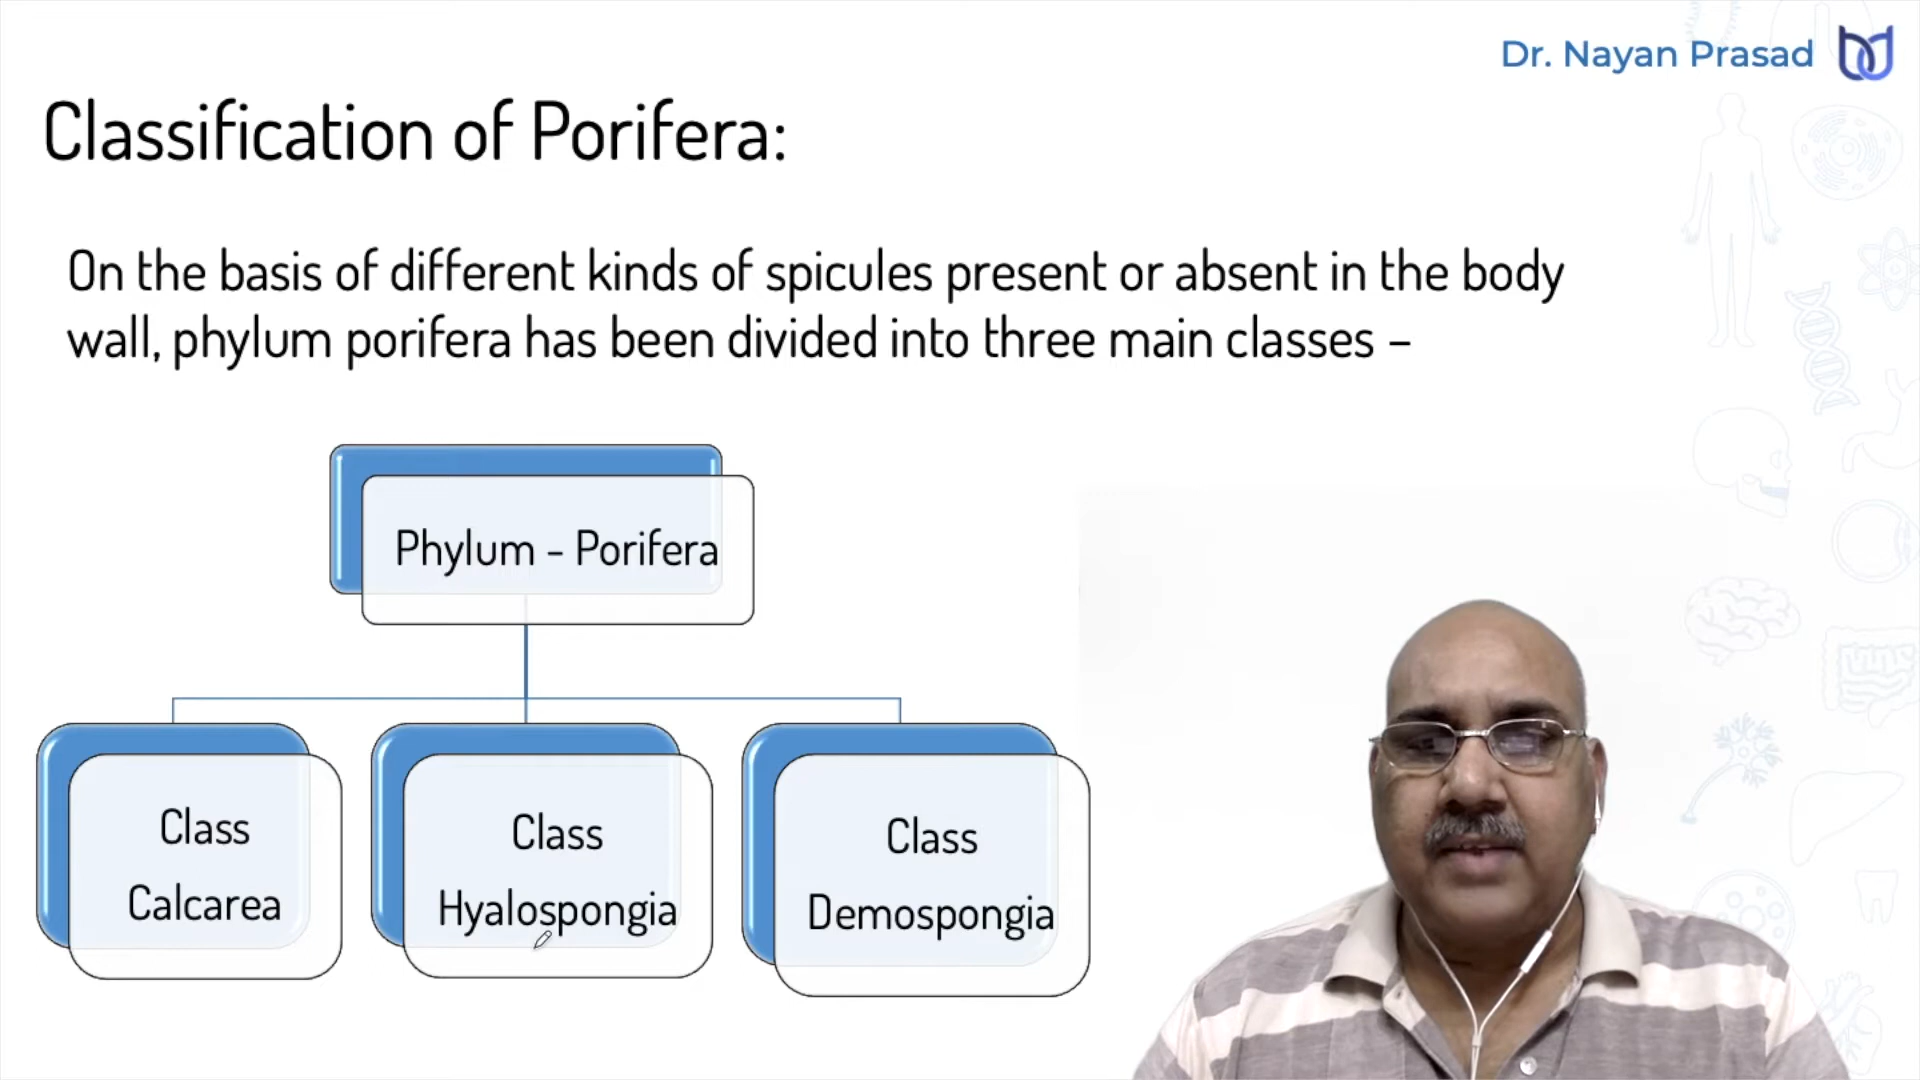 Dr. Nayan Prasad
Classification of Porifera:
On the basis of different kinds of spicules present or absent in the body
wall, phylum porifera has been divided into three main classes –
Phylum - Porifera
Class
Calcarea
Class
Hyalospongia
Class
Demospongia